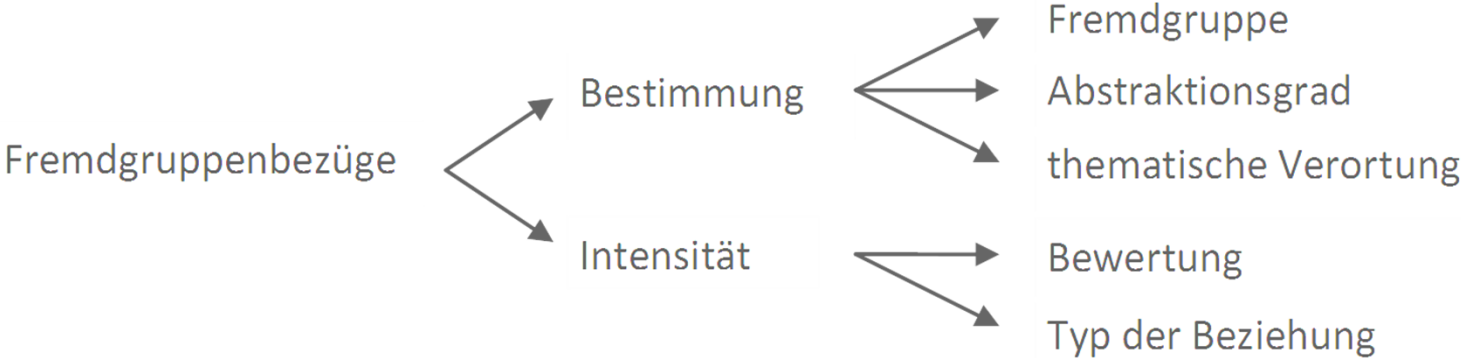 Fremdgruppenbezüge
Bestimmung
Fremdgruppe
Abstraktionsgrad
thematische Verortung
Intensität
Bewertung
Typ der Beziehung